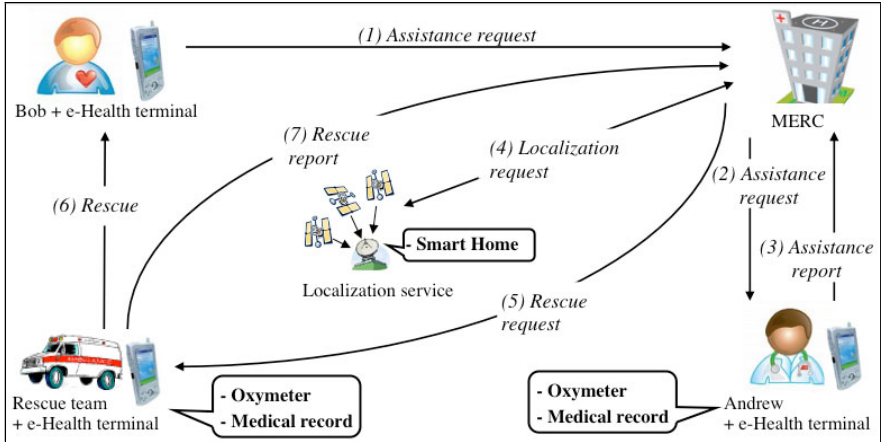 (1) Assistance request
Bob + e-Health terminal
MERC
(7) Rescue
report
(4) Localization
request
(2) Assistance
request
(6) Rescue
- Smart Home
(3) Assistance
report
Localization service
(5) Rescue
request
AMBULANCE
Rescue team
+ e-Health terminal
- Oxymeter
- Medical record
- Oxymeter
- Medical record
Andrew
+ e-Health terminal
H